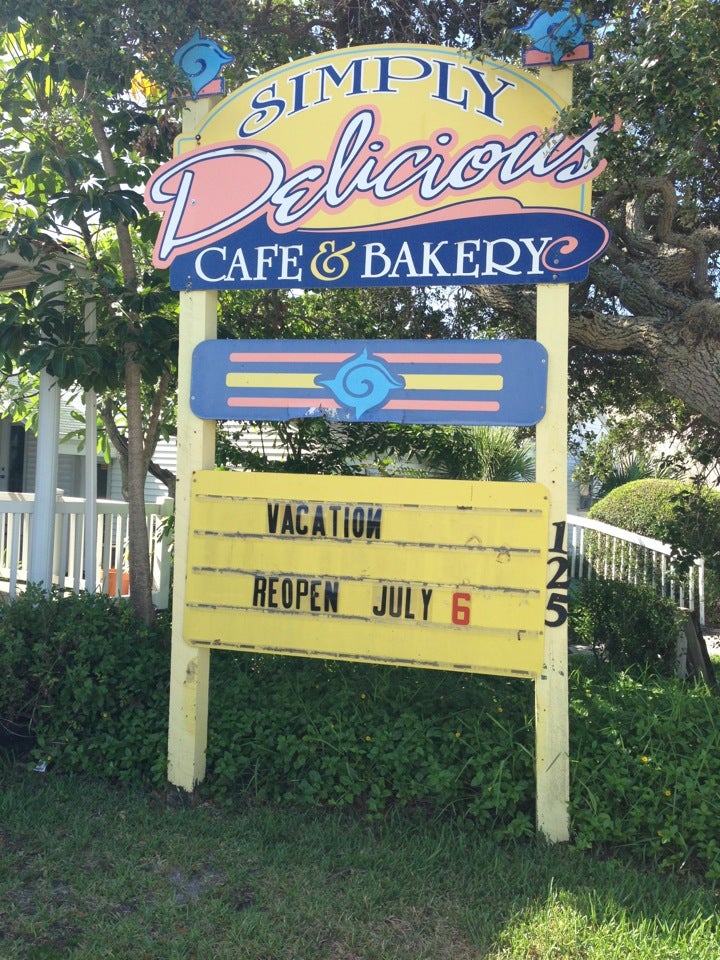 SIMPLY
Delicious
CAFE & BAKERY
VACATION
REOPEN JULY 6
125